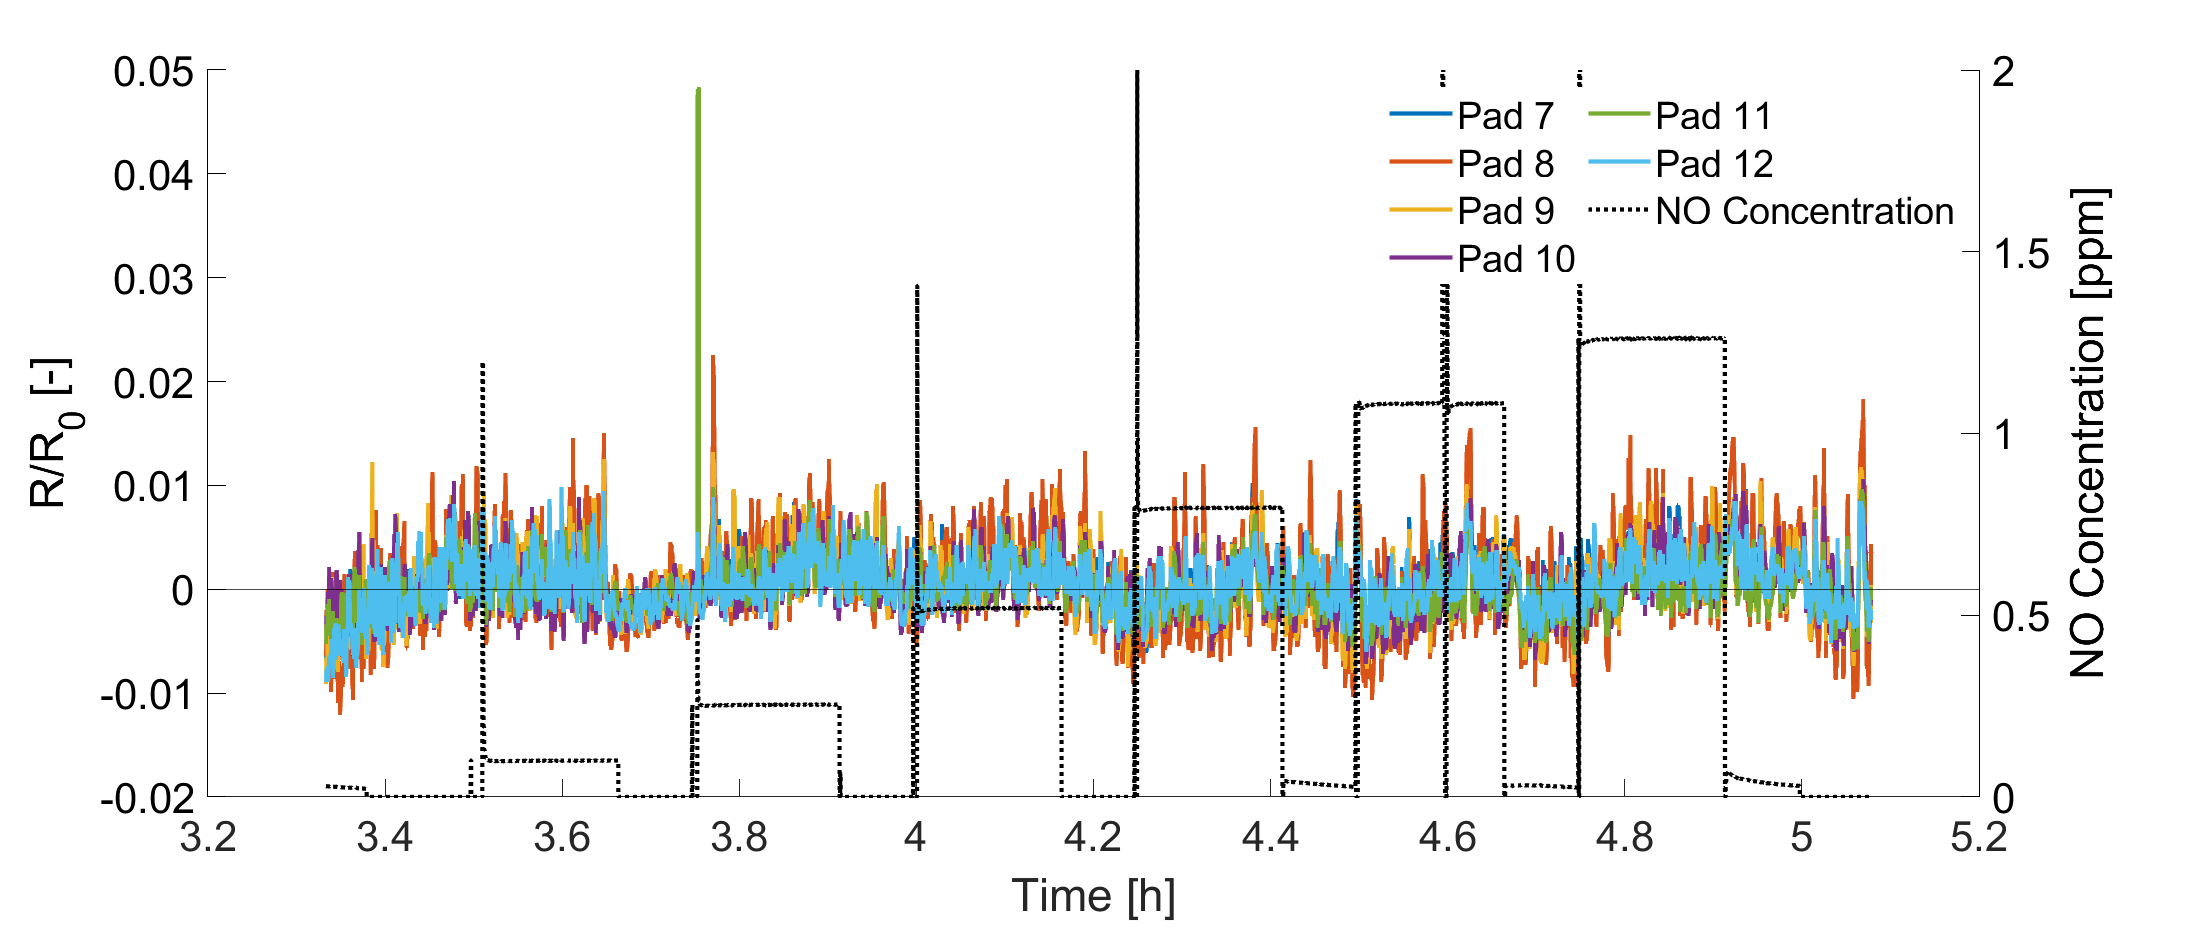 0.05
0.04
0.03
0.02
0.01
0
-0.01
-0.02
R/R0 [-]
2
1.5
1
0.5
0
NO Concentration [ppm]
Pad 7
Pad 8
Pad 9
Pad 10
Pad 11
Pad 12
NO Concentration
3.2 3.4 3.6 3.8 4 4.2 4.4 4.6 4.8 5 5.2
Time [h]